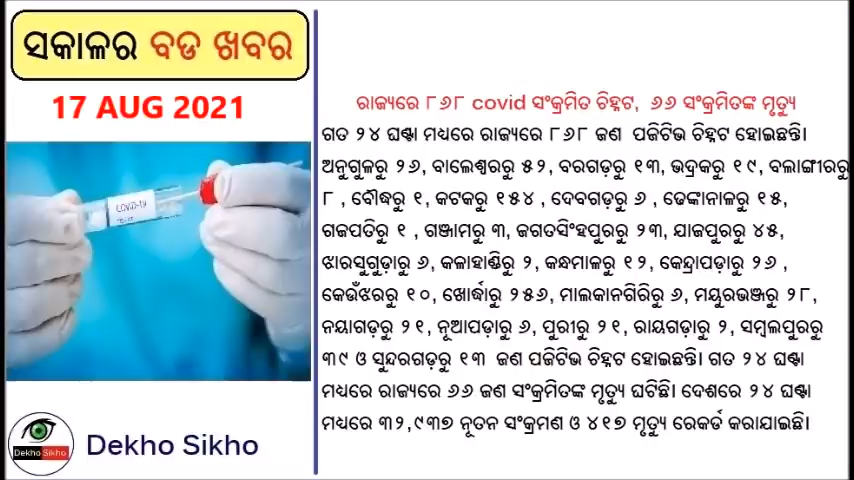 ସକାଳର ବଡ ଖବର
17 AUG 2021
COVID-19
Dekho Sikho
Dekho Sikho
ରାଜ୍ୟରେ ୮୬୮ covid ସଂକ୍ରମିତ ଚିହ୍ନଟ, ୬୬ ସଂକ୍ରମିତଙ୍କ ମୃତ୍ୟୁ
ଗତ ୨୪ ଘଣ୍ଟା ମଧ୍ୟରେ ରାଜ୍ୟରେ ୮୬୮ ଜଣ ପଜିଟିଭ ଚିହ୍ନଟ ହୋଇଛନ୍ତି।
ଅନୁଗୁଳରୁ ୨୬, ବାଲେଶ୍ୱରରୁ ୫୨, ବରଗଡ଼ରୁ ୧୩, ଭଦ୍ରକରୁ ୧୯, ବଲାଙ୍ଗୀରରୁ
୮ , ବୌଦ୍ଧରୁ ୧, କଟକରୁ ୧୫୪ , ଦେବଗଡ଼ରୁ ୬ , ଢେଙ୍କାନାଳରୁ ୧୫,
ଗଜପତିରୁ ୧ , ଗଞ୍ଜାମରୁ ୩, ଜଗତସିଂହପୁରରୁ ୨୩, ଯାଜପୁରରୁ ୪୫,
ଝାରସୁଗୁଡ଼ାରୁ ୬, କଳାହାଣ୍ଡିରୁ ୨, କନ୍ଧମାଳରୁ ୧୨, କେନ୍ଦ୍ରାପଡ଼ାରୁ ୨୬ ,
କେଉଁଝରରୁ ୧୦, ଖୋର୍ଦ୍ଧାରୁ ୨୫୬, ମାଲକାନଗିରିରୁ ୬, ମୟୁରଭଞ୍ଜରୁ ୨୮,
ନୟାଗଡ଼ରୁ ୨୧, ନୂଆପଡ଼ାରୁ ୬, ପୁରୀରୁ ୨୧, ରାୟଗଡ଼ାରୁ ୨, ସମ୍ବଲପୁରରୁ
୩୯ ଓ ସୁନ୍ଦରଗଡ଼ରୁ ୧୩ ଜଣ ପଜିଟିଭ ଚିହ୍ନଟ ହୋଇଛନ୍ତି। ଗତ ୨୪ ଘଣ୍ଟା
ମଧ୍ୟରେ ରାଜ୍ୟରେ ୬୬ ଜଣ ସଂକ୍ରମିତଙ୍କ ମୃତ୍ୟୁ ଘଟିଛି। ଦେଶରେ ୨୪ ଘଣ୍ଟା
ମଧ୍ୟରେ ୩୨,୯୩୭ ନୂତନ ସଂକ୍ରମଣ ଓ ୪୧୭ ମୃତ୍ୟୁ ରେକର୍ଡ କରାଯାଇଛି।